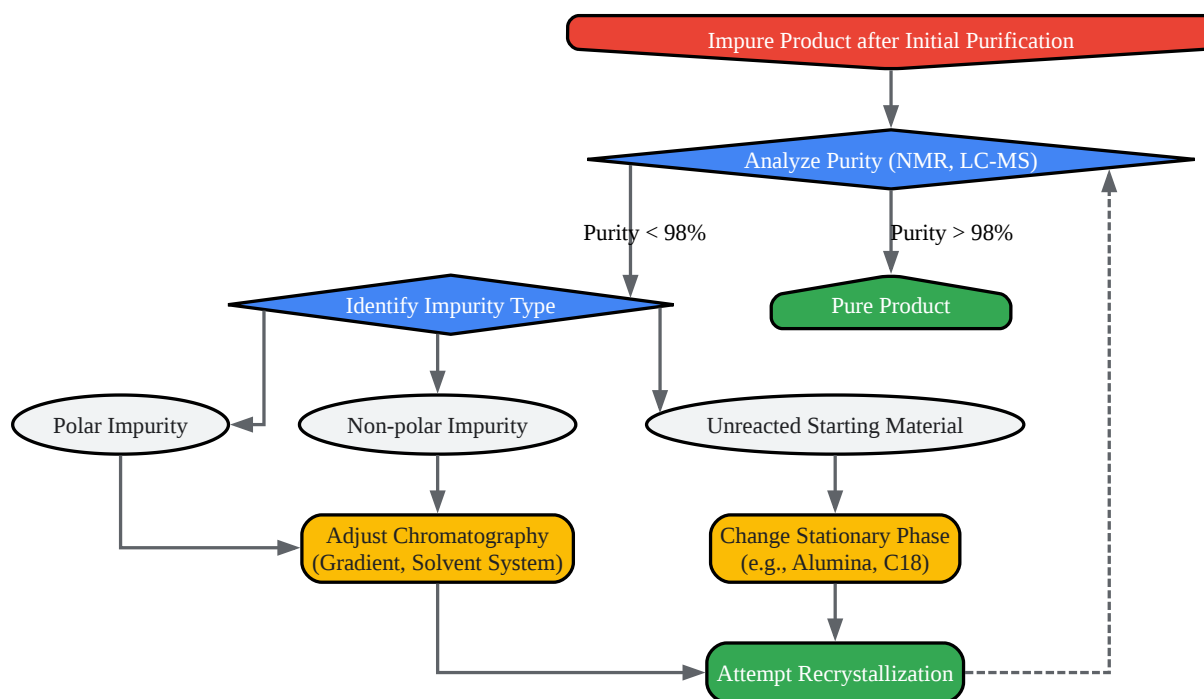 Impure Product after Initial Purification
Analyze Purity (NMR, LC-MS)
Purity < 98%
Purity > 98%
Identify Impurity Type
Pure Product
Polar Impurity
Non-polar Impurity
Unreacted Starting Material
Adjust Chromatography
(Gradient, Solvent System)
Change Stationary Phase
(e.g., Alumina, C18)
Attempt Recrystallization